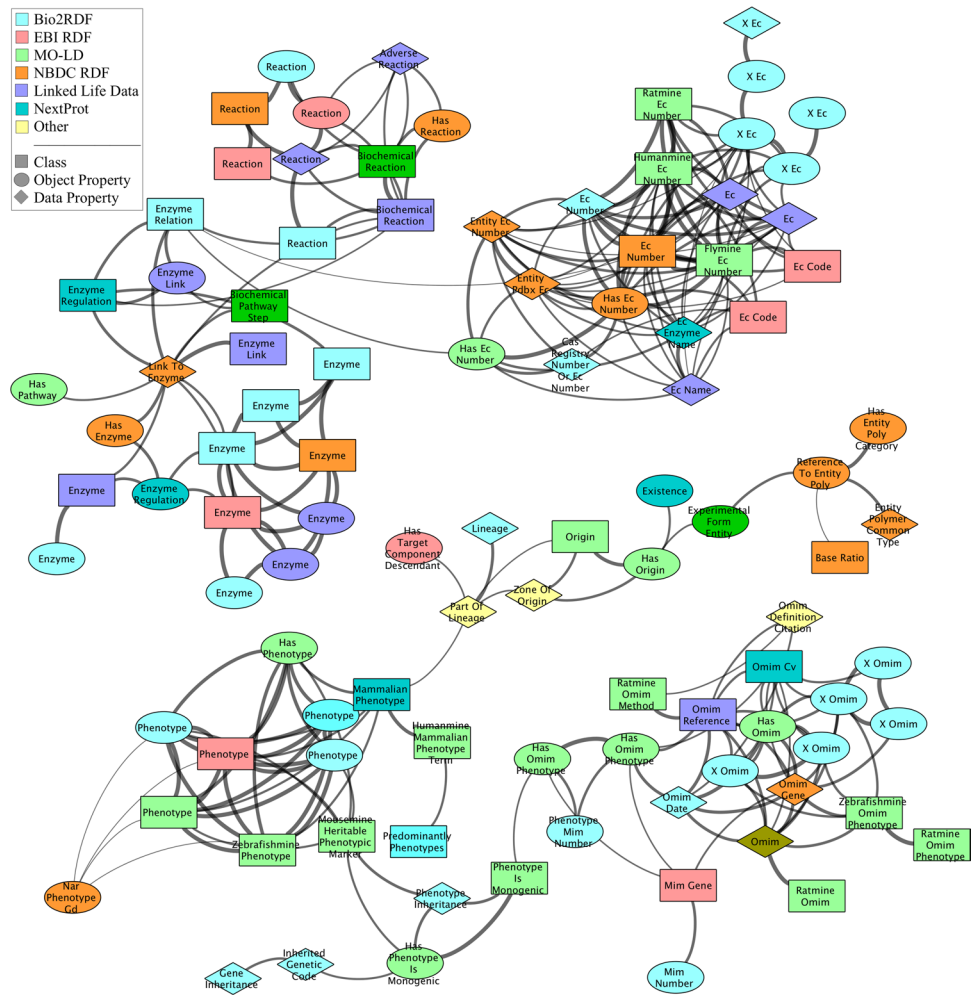 Bio2RDF
EBI RDF
MO-LD
NBDC RDF
Linked Life Data
NextProt
Other
Class
Object Property
Data Property
Reaction
Adverse
Reaction
Reaction
Reaction
Has
Reaction
Reaction
Reaction
Biochemical
Reaction
Enzyme
Relation
Biochemical
Reaction
Reaction
Enzyme
Link
Enzyme
Regulation
Biochemical
Pathway
Step
Enzyme
Link
Link To
Enzyme
Enzyme
Has
Pathway
Enzyme
Has
Enzyme
Enzyme
Enzyme
Enzyme
Enzyme
Regulation
Enzyme
Enzyme
Enzyme
Enzyme
Enzyme
X Ec
X Ec
Ratmine
Ec
Number
X Ec
X Ec
Humanmine
Ec
Number
X Ec
Ec
Ec
Number
Ec
Entity Ec
Number
Ec
Number
Flymine
Ec
Number
Ec Code
Entity
Pdbx Ec
Has Ec
Number
Ec Code
Ec
Enzyme
Name
Has Ec
Number
Cas
Registry
Number
Or Ec
Number
Ec Name
Has
Entity
Poly
Category
Reference
To Entity
Poly
Existence
Experimental
Form
Entity
Entity
Polymer
Common
Type
Base Ratio
Has
Target
Component
Descendant
Lineage
Origin
Has
Origin
Zone Of
Origin
Part Of
Lineage
Has
Phenotype
Mammalian
Phenotype
Phenotype
Phenotype
Phenotype
Phenotype
Humanmine
Mammalian
Phenotype
Term
Phenotype
Zebrafishmine
Phenotype
Mousemine
Heritable
Phenotypic
Marker
Predominantly
Phenotypes
Nar
Phenotype
Gd
Phenotype
Inheritance
Phenotype
Is
Monogenic
Has
Phenotype
Is
Monogenic
Inherited
Genetic
Code
Gene
Inheritance
Omim
Definition
Citation
Omim Cv
X Omim
Ratmine
Omim
Method
X Omim
Omim
Reference
Has
Omim
X Omim
Has
Omim
Phenotype
Has
Omim
Phenotype
X Omim
X Omim
Omim
Gene
Omim
Date
Zebrafishmine
Omim
Phenotype
Phenotype
Mim
Number
Omim
Ratmine
Omim
Phenotype
Mim Gene
Ratmine
Omim
Mim
Number